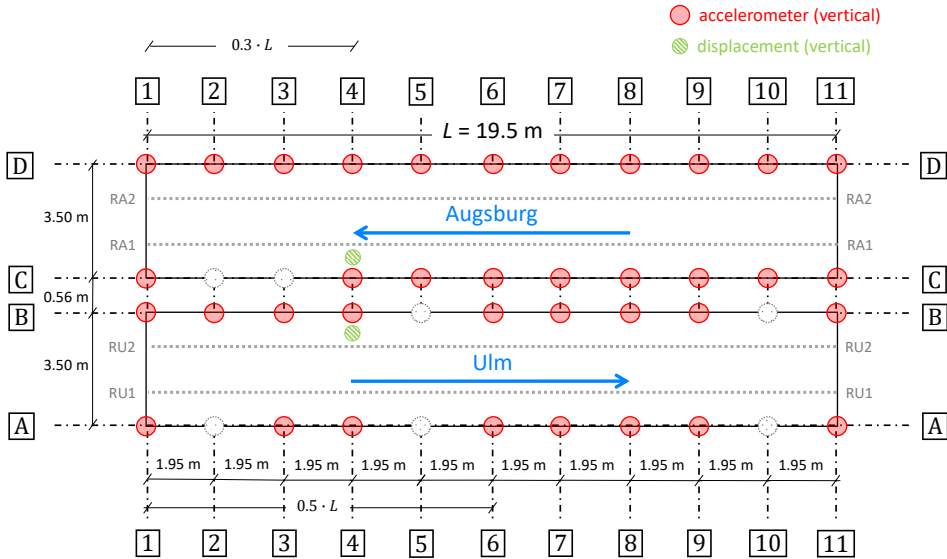 accelerometer (vertical)
displacement (vertical)
0.3 · L
1 2 3 4 5 6 7 8 9 10 11
L = 19.5 m
D D
RA2 RA2
3.50 m
Augsburg
RA1 RA1
C C
0.56 m
B B
RU2 RU2
3.50 m
Ulm
RU1 RU1
A A
1.95 m 1.95 m 1.95 m 1.95 m 1.95 m 1.95 m 1.95 m 1.95 m 1.95 m 1.95 m
0.5 · L
1 2 3 4 5 6 7 8 9 10 11